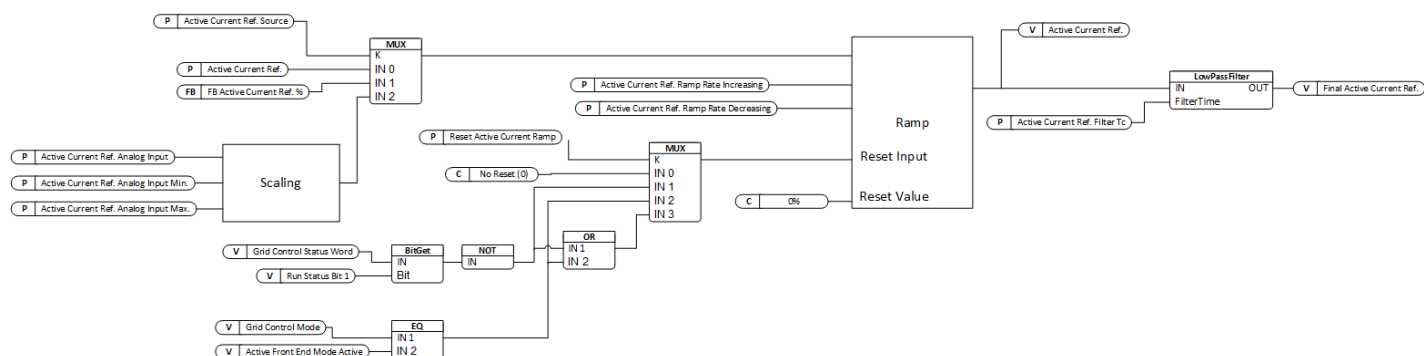 P Active Current Ref. Source
V Active Current Ref.
MUX
K
P Active Current Ref.
IN 0
FB FB Active Current Ref. %
IN 1
IN 2
LowPassFilter
IN OUT
FilterTime
V Final Active Current Ref.
P Active Current Ref. Ramp Rate Increasing
P Active Current Ref. Ramp Rate Decreasing
P Active Current Ref. Filter Tc
Ramp
Reset Input
Reset Value
P Reset Active Current Ramp
MUX
K
C No Reset (0)
IN 0
IN 1
IN 2
IN 3
C 0%
P Active Current Ref. Analog Input
P Active Current Ref. Analog Input Min.
P Active Current Ref. Analog Input Max.
Scaling
V Grid Control Status Word
V Run Status Bit 1
BitGet
IN
Bit
NOT
IN
OR
IN 1
IN 2
V Grid Control Mode
V Active Front End Mode Active
EQ
IN 1
IN 2